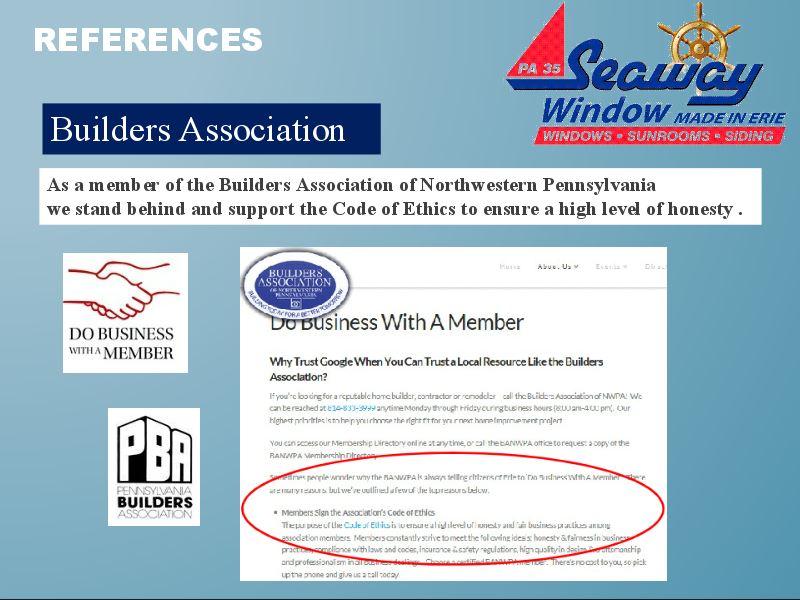 REFERENCES
PA 35
Seaway
Window MADE IN ERIE
WINDOWS • SUNROOMS • SIDING
Builders Association
As a member of the Builders Association of Northwestern Pennsylvania
we stand behind and support the Code of Ethics to ensure a high level of honesty .
DO BUSINESS
WITH A MEMBER
PBA
PENNSYLVANIA
BUILDERS
ASSOCIATION
BUILDERS
ASSOCIATION
OF NORTHWESTERN
PENNSYLVANIA
BUILDING TODAY FOR A BETTER TOMORROW
Home About Us Events Direct
Do Business With A Member
Why Trust Google When You Can Trust a Local Resource Like the Builders
Association?
If you're looking for a reputable home builder, contractor or remodeler – call the Builders Association of NWPA! We
can be reached at 814-833-3999 anytime Monday through Friday during business hours (8:00 am-4:00 pm). Our
highest priorities is to help you choose the right fit for your next home improvement project.
You can access our Membership Directory online at any time, or call the BANWPA office to request a copy of the
BANWPA Membership Directory.
Sometimes people wonder why the BANWPA is always telling citizens of Erie to 'Do Business With A Member'. There
are many reasons, but we've outlined a few of the top reasons below.
▪ Members Sign the Association's Code of Ethics
The purpose of the Code of Ethics is to ensure a high level of honesty and fair business practices among
association members. Members constantly strive to meet the following ideals: honesty & fairness in business
practices, compliance with laws and codes, insurance & safety regulations, high quality in design & craftsmanship
and professionalism in all business dealings. Choose a certified BANWPA member. There's no cost to you, so pick
up the phone and give us a call today.